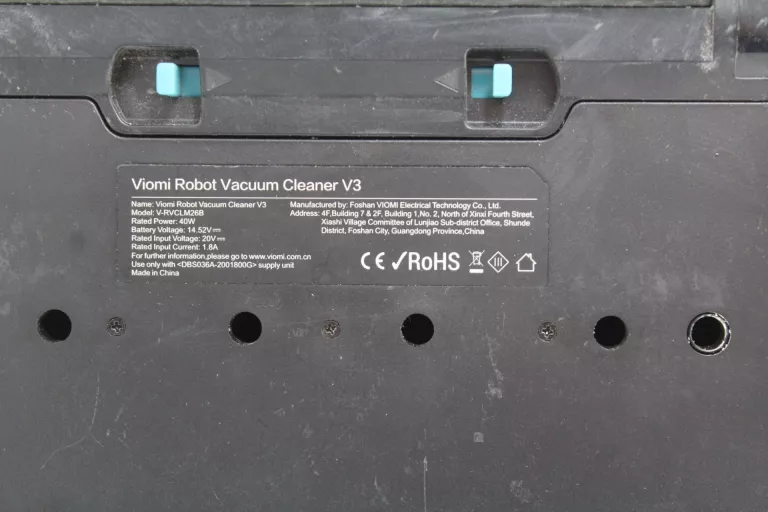 Viomi Robot Vacuum Cleaner V3
Name: Viomi Robot Vacuum Cleaner V3
Model: V-RVCLM26B
Rated Power: 40W
Battery Voltage: 14.52V⎓
Rated Input Voltage: 20V⎓
Rated Input Current: 1.8A
For further information,please go to www.viomi.com.cn
Use only with <DBS036A-2001800G> supply unit
Made in China
Manufactured by: Foshan VIOMI Electrical Technology Co., Ltd.
Address: 4F,Building 7 & 2F, Building 1,No. 2, North of Xinxi Fourth Street,
Xiashi Village Committee of Lunjiao Sub-district Office, Shunde
District, Foshan City, Guangdong Province,China
CE ✓RoHS